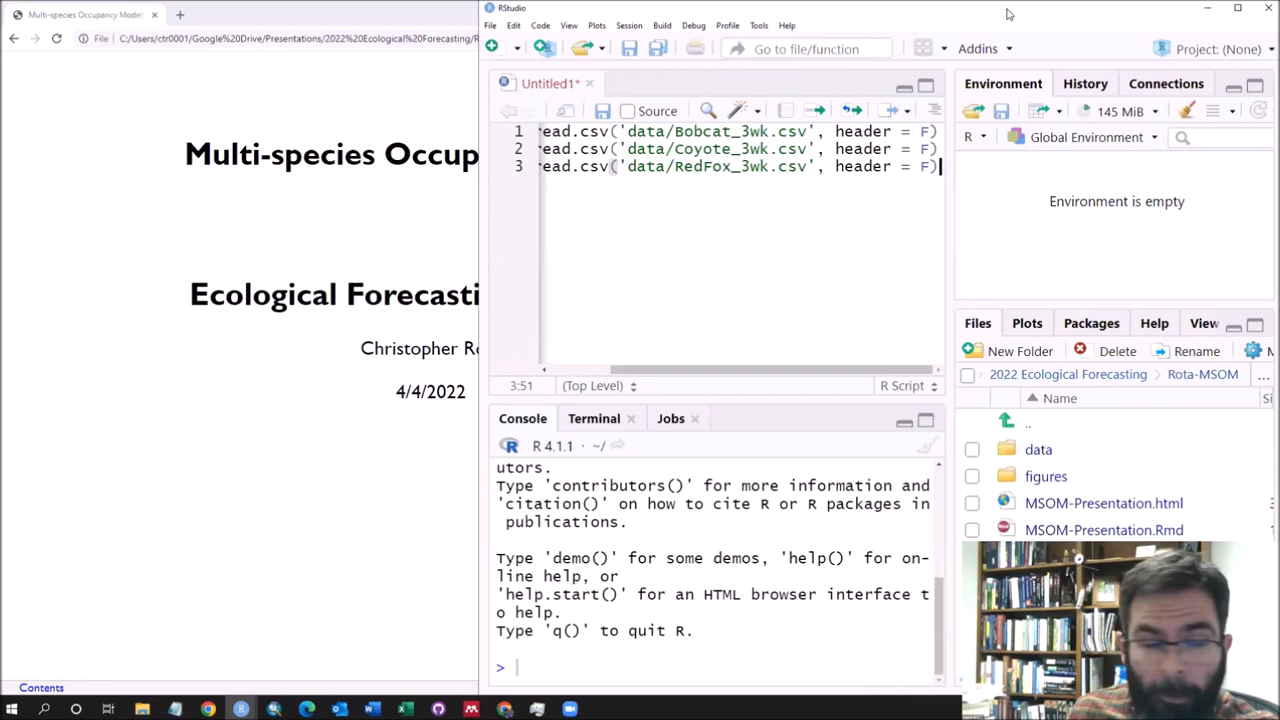 Multi-species Occupancy Mode
RStudio
File
C:/Users/ctr0001/Google%20Drive/Presentations/2022%20Ecological%20Forecasting/R
Multi-species Occup
Ecological Forecasti
Christopher Ro
4/4/2022
Contents
File Edit Code View Plots Session Build Debug Profile Tools Help
Go to file/function
Addins
Project: (None)
Untitled1*
Source
1 read.csv('data/Bobcat_3wk.csv', header = F)
2 read.csv('data/Coyote_3wk.csv', header = F)
3 read.csv('data/RedFox_3wk.csv', header = F)
3:51 (Top Level) R Script
Console Terminal Jobs
R 4.1.1 · ~/
utors.
Type 'contributors()' for more information and
'citation()' on how to cite R or R packages in
publications.
Type 'demo()' for some demos, 'help()' for on-
line help, or
'help.start()' for an HTML browser interface t
o help.
Type 'q()' to quit R.
>
Environment History Connections
145 MiB
R Global Environment
Environment is empty
Files Plots Packages Help View
New Folder Delete Rename M
2022 Ecological Forecasting Rota-MSOM ...
Name Si
..
data
figures
MSOM-Presentation.html
MSOM-Presentation.Rmd